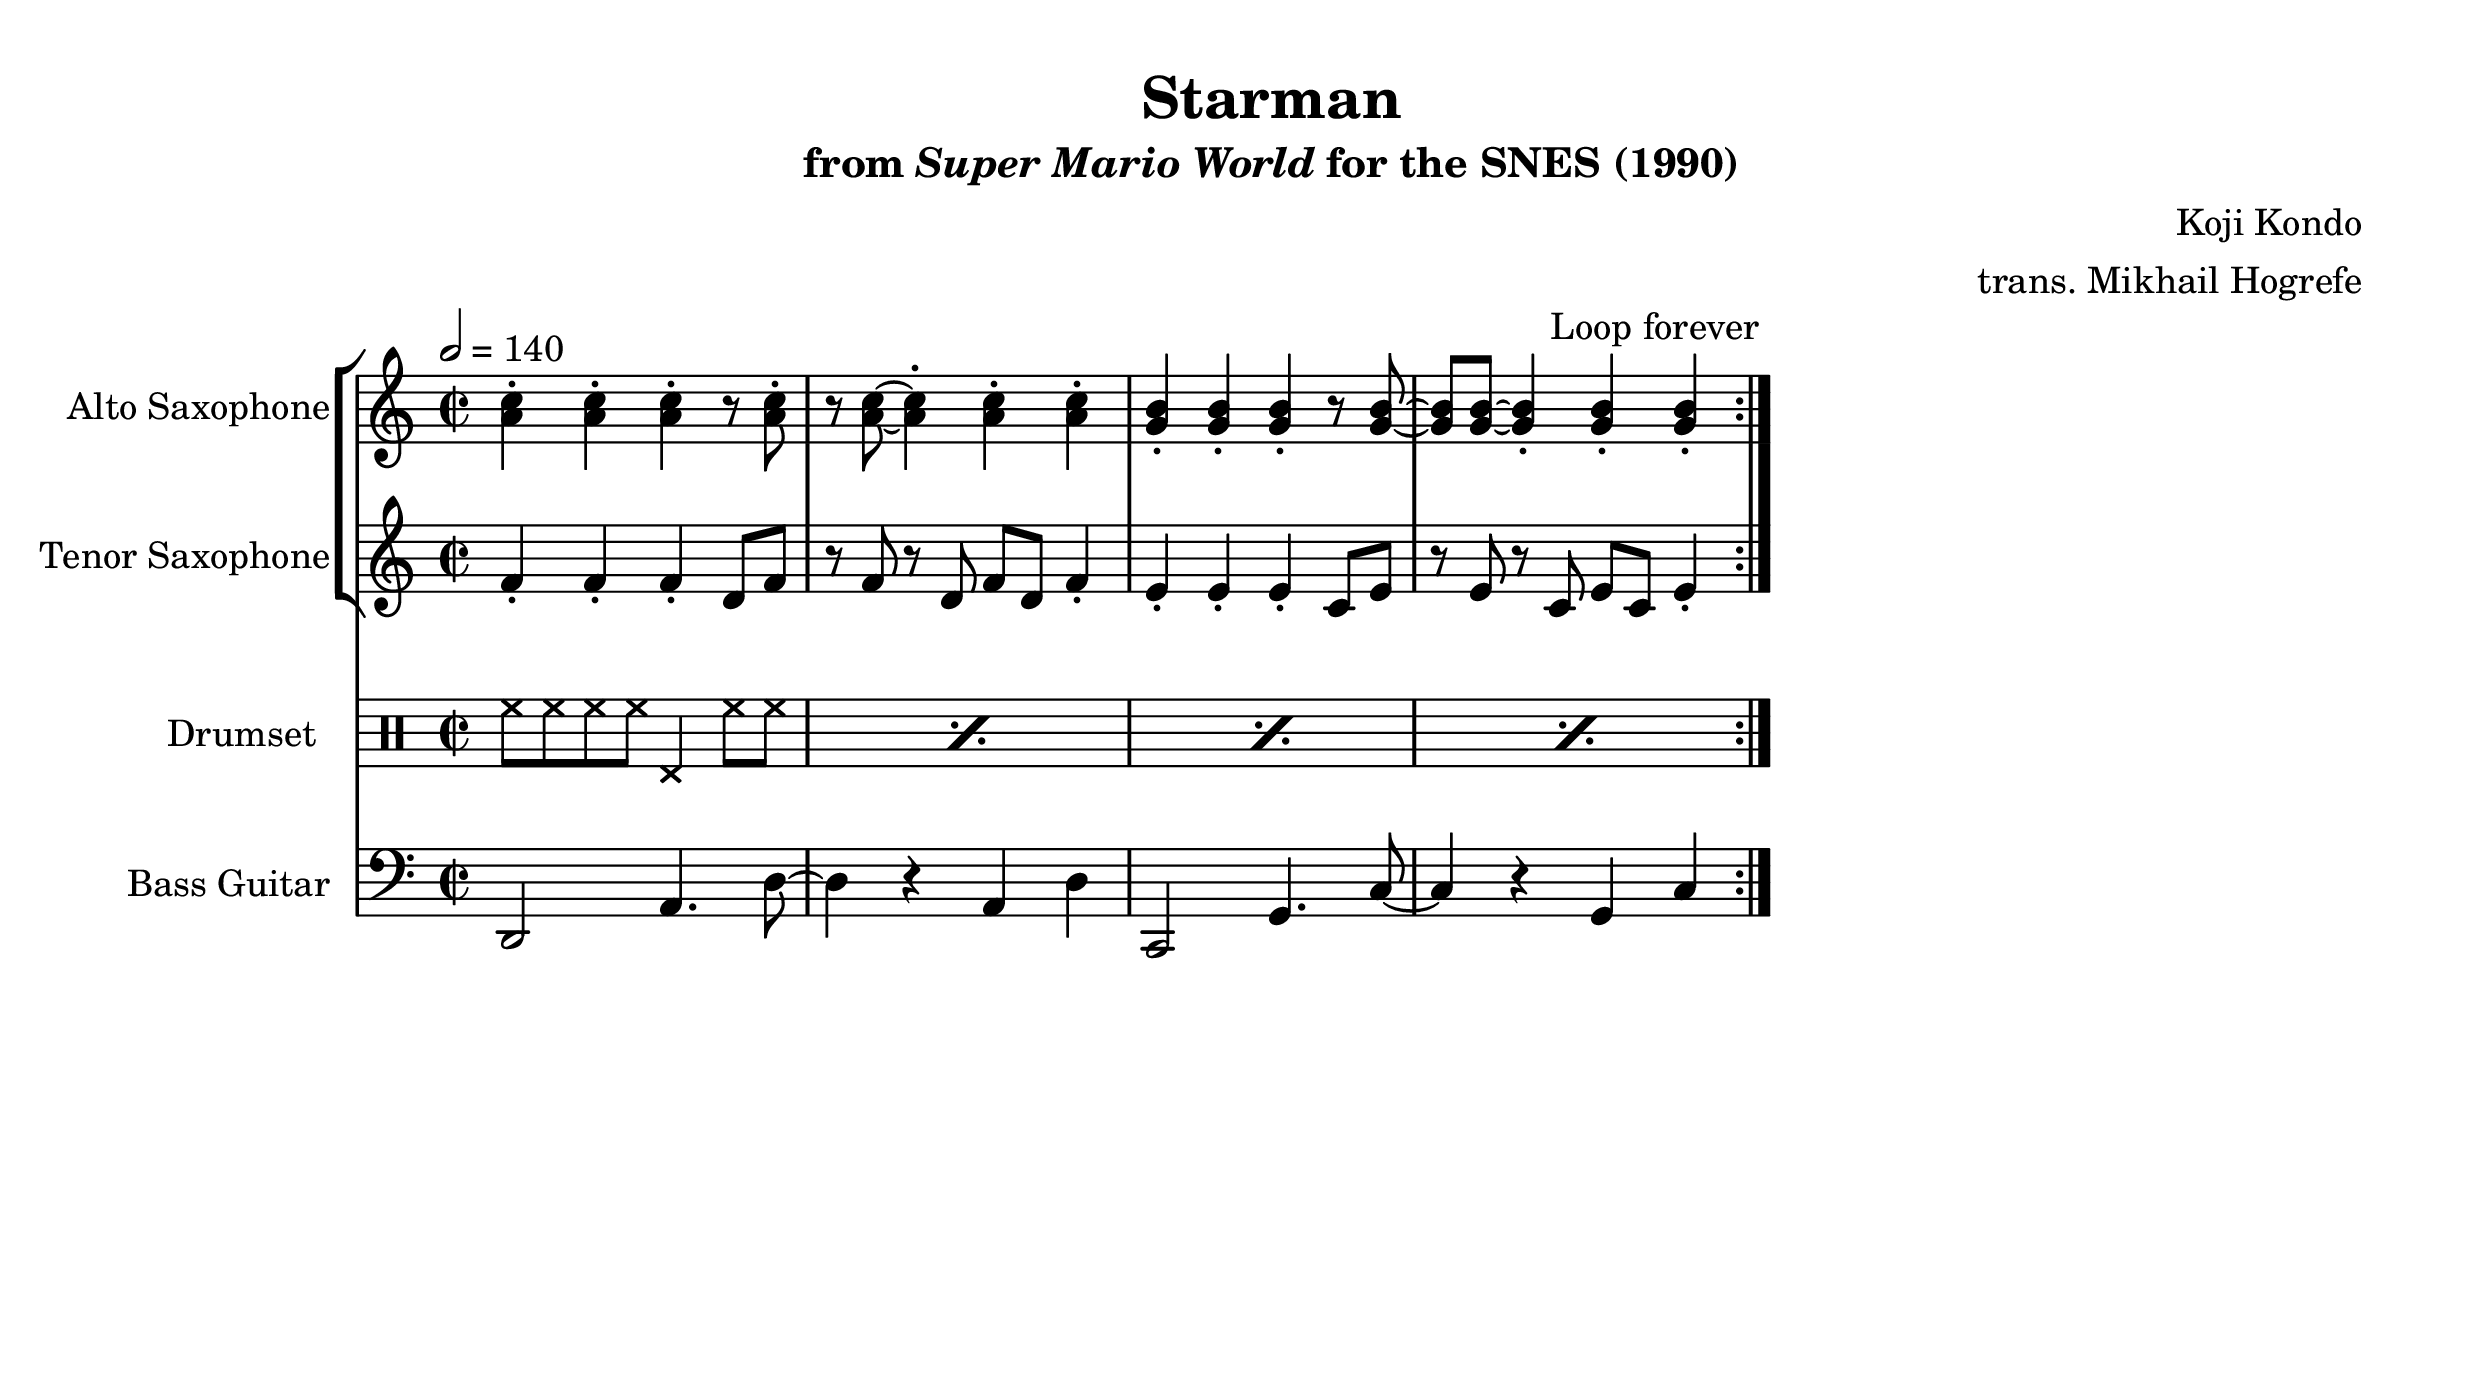 Starman
from Super Mario World for the SNES (1990)
Koji Kondo
trans. Mikhail Hogrefe
Loop forever
= 140
Alto Saxophone
Tenor Saxophone
Drumset
Bass Guitar